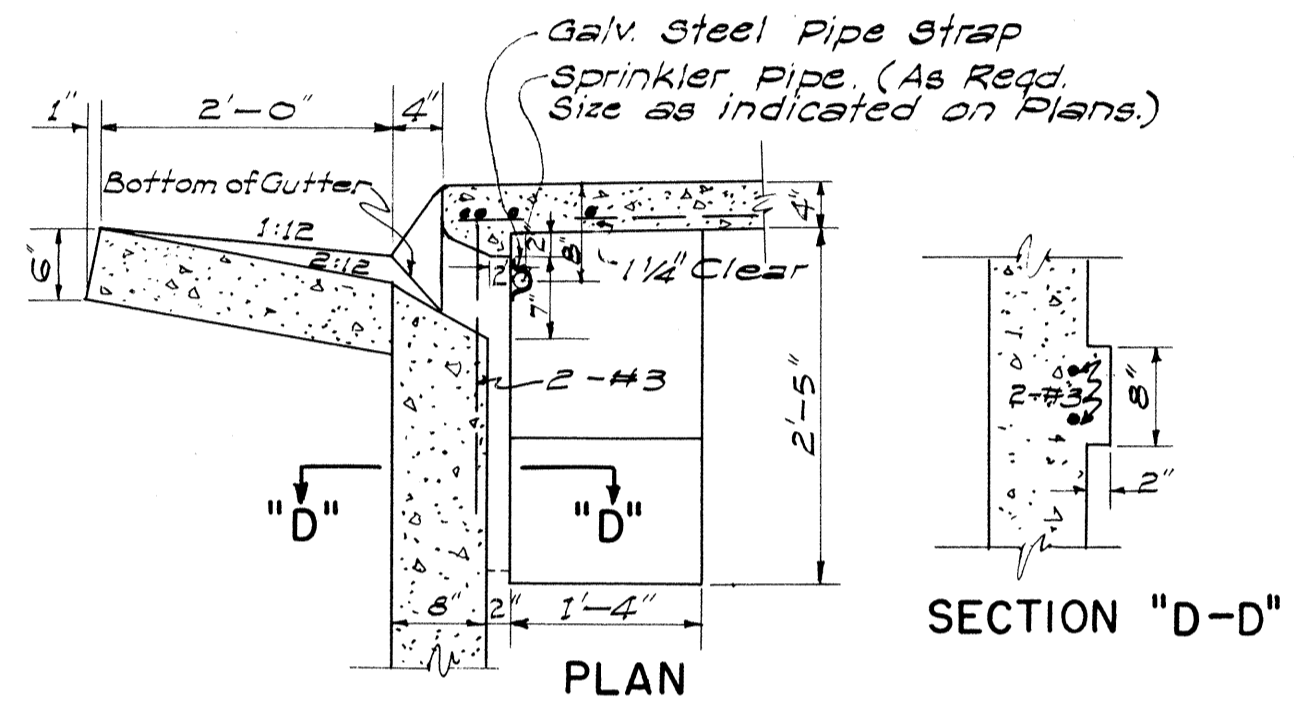 Galv. Steel Pipe Strap
Sprinkler Pipe. (As Reqd.
Size as indicated on Plans.)
1"
2'-0"
4"
Bottom of Gutter
1:12
2:12
6"
4"
2"
8"
2"
7"
1 1/4" Clear
2-#3
2'-5"
"D"
"D"
8"
2"
1'-4"
PLAN
2-#3
8"
2"
SECTION "D-D"